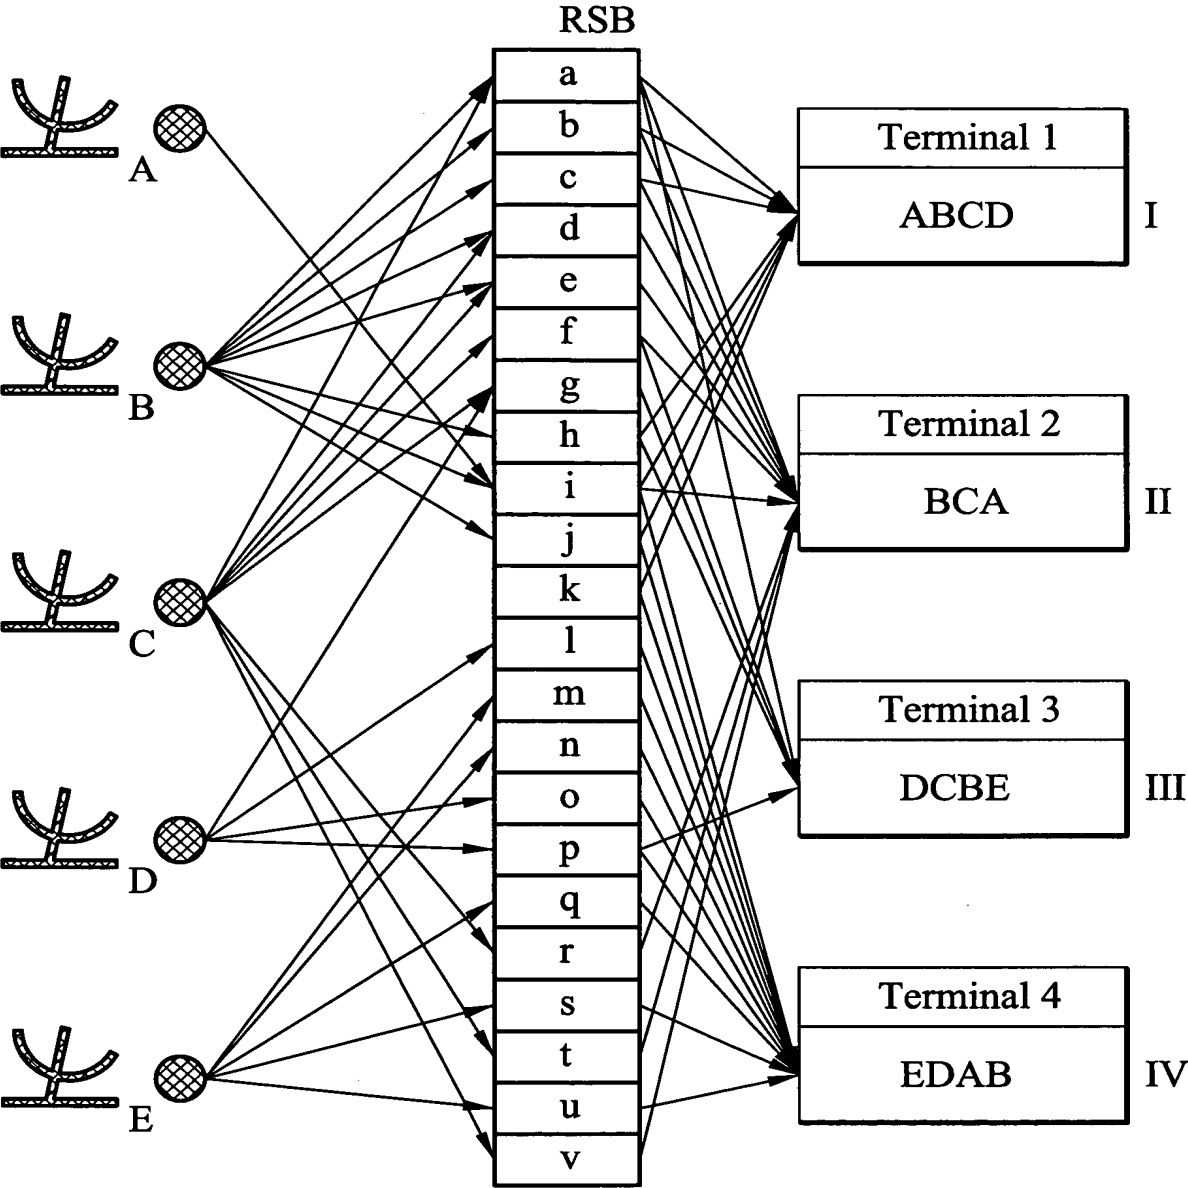 RSB
a
b
c
d
e
f
g
h
i
j
k
l
m
n
o
p
q
r
s
t
u
v
A
B
C
D
E
Terminal 1
ABCD
I
Terminal 2
BCA
II
Terminal 3
DCBE
III
Terminal 4
EDAB
IV